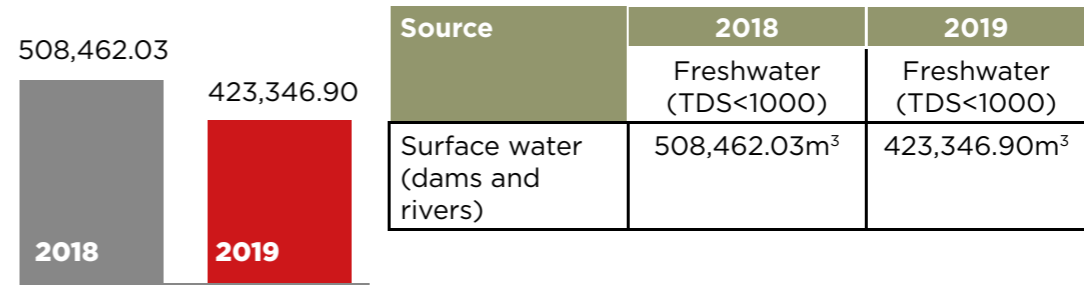 508,462.03
423,346.90
2018
2019
Source
2018
2019
Freshwater
(TDS<1000)
Freshwater
(TDS<1000)
Surface water
(dams and
rivers)
508,462.03m³
423,346.90m³